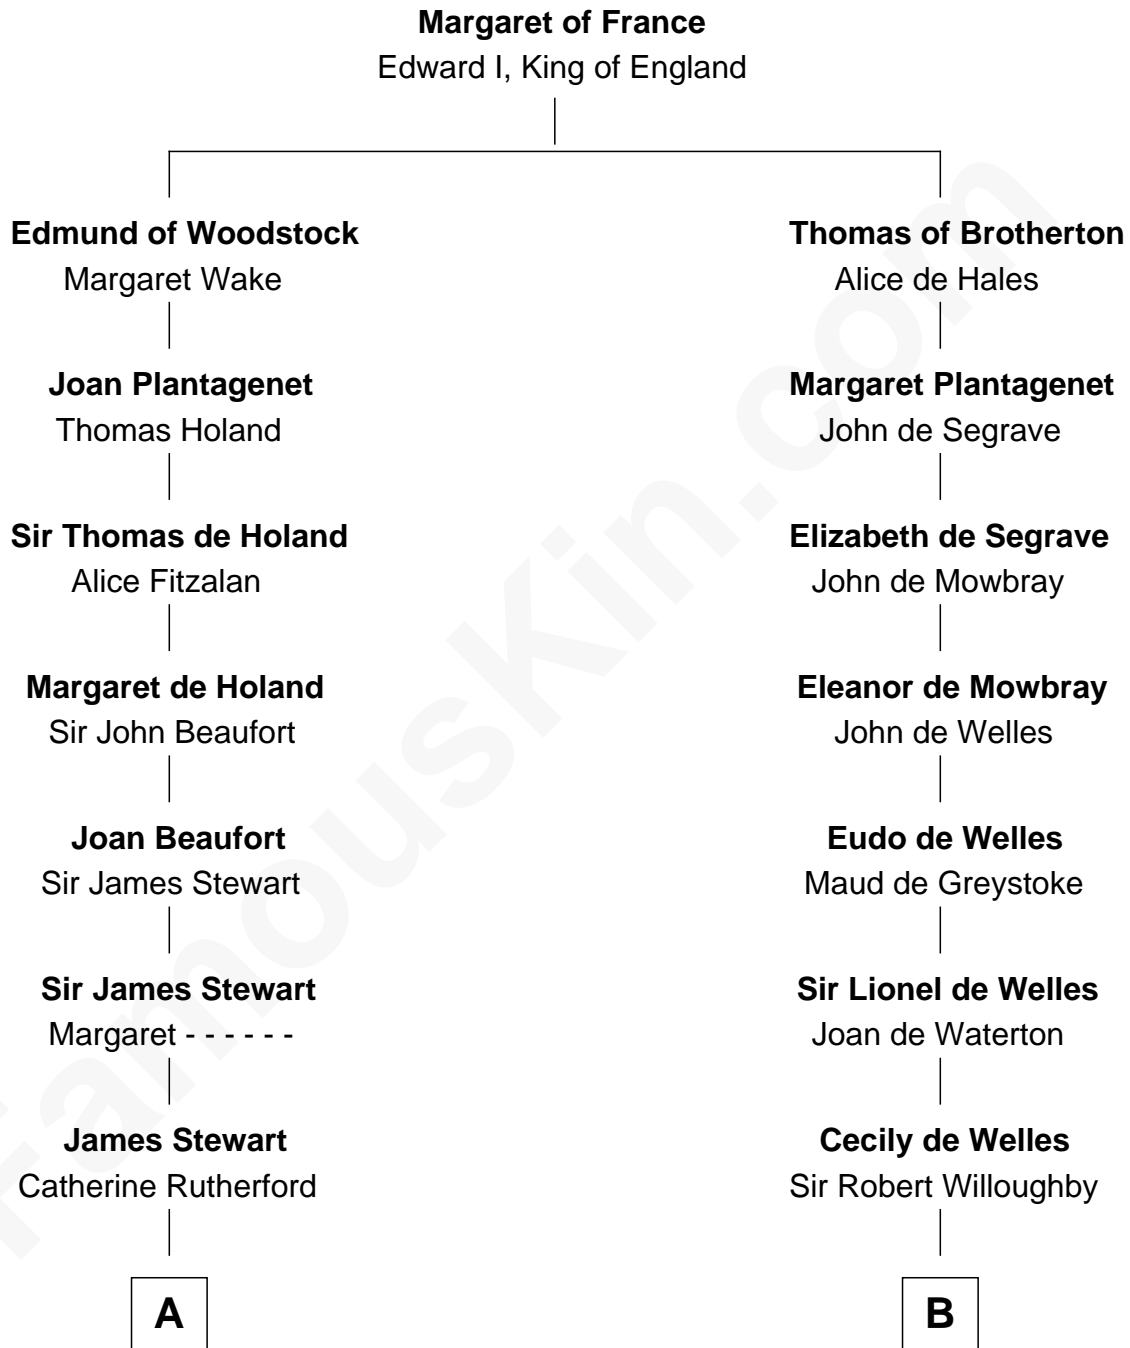 Margaret of France
Edward I, King of England
Edmund of Woodstock
Margaret Wake
Thomas of Brotherton
Alice de Hales
Joan Plantagenet
Thomas Holand
Margaret Plantagenet
John de Segrave
Sir Thomas de Holand
Alice Fitzalan
Elizabeth de Segrave
John de Mowbray
Margaret de Holand
Sir John Beaufort
Eleanor de Mowbray
John de Welles
Joan Beaufort
Sir James Stewart
Eudo de Welles
Maud de Greystoke
Sir James Stewart
Margaret - - - - - -
Sir Lionel de Welles
Joan de Waterton
James Stewart
Catherine Rutherford
Cecily de Welles
Sir Robert Willoughby
A
B
FamousKin.com